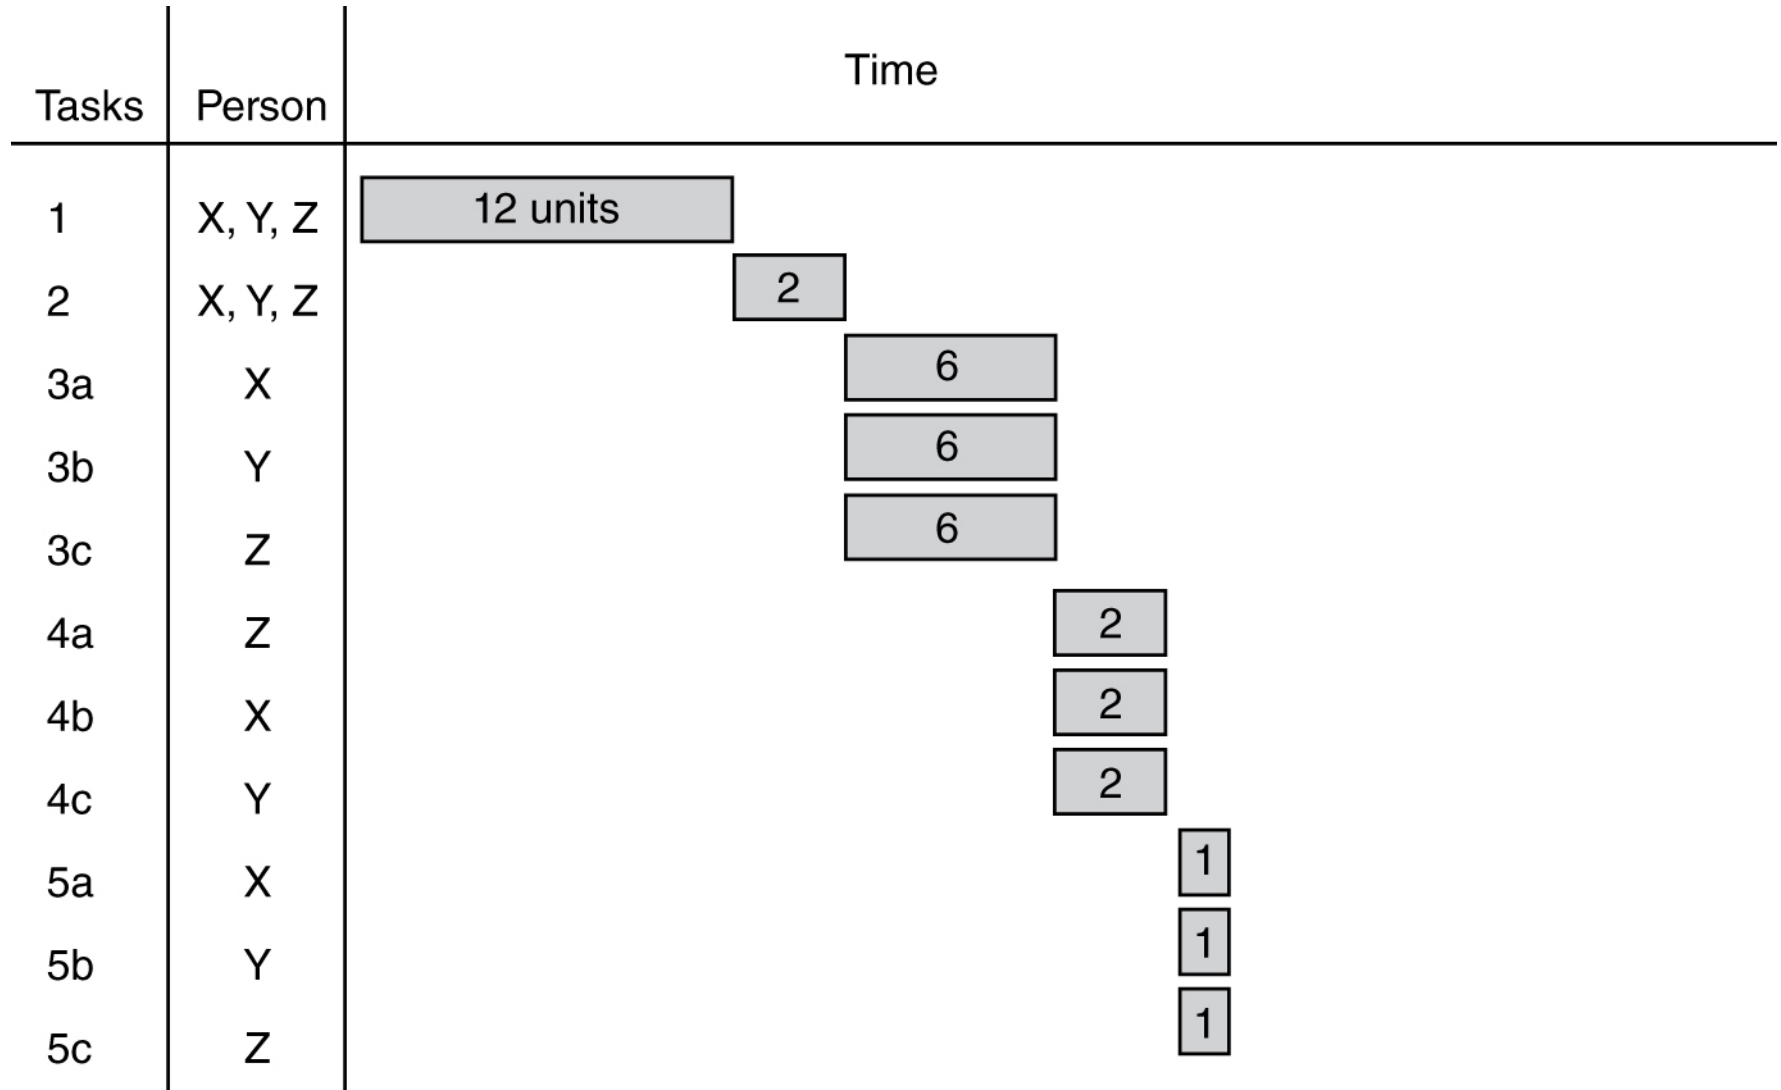 Time
Tasks Person
1 X, Y, Z 12 units
2 X, Y, Z 2
3a X 6
3b Y 6
3c Z 6
4a Z 2
4b X 2
4c Y 2
5a X 1
5b Y 1
5c Z 1